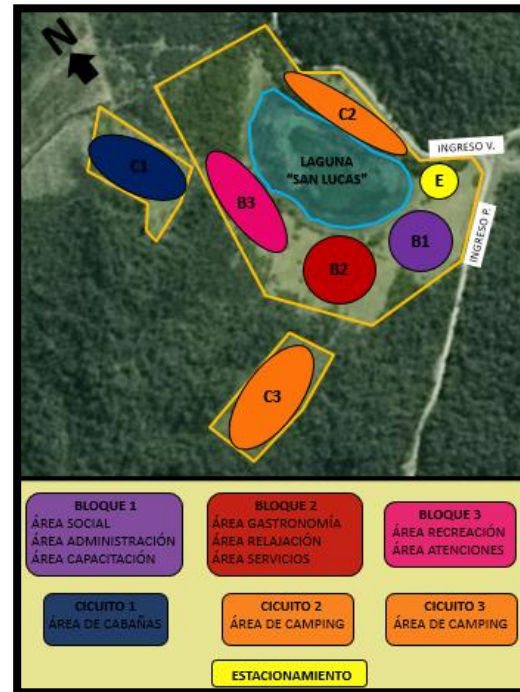 N
C2
INGRESO V.
C1
LAGUNA
"SAN LUCAS"
E
B3
B1
INGRESO P.
B2
C3
BLOQUE 1
ÁREA SOCIAL
ÁREA ADMINISTRACIÓN
ÁREA CAPACITACIÓN
BLOQUE 2
ÁREA GASTRONOMÍA
ÁREA RELAJACIÓN
ÁREA SERVICIOS
BLOQUE 3
ÁREA RECREACIÓN
ÁREA ATENCIONES
CICUITO 1
ÁREA DE CABAÑAS
CICUITO 2
ÁREA DE CAMPING
CICUITO 3
ÁREA DE CAMPING
ESTACIONAMIENTO